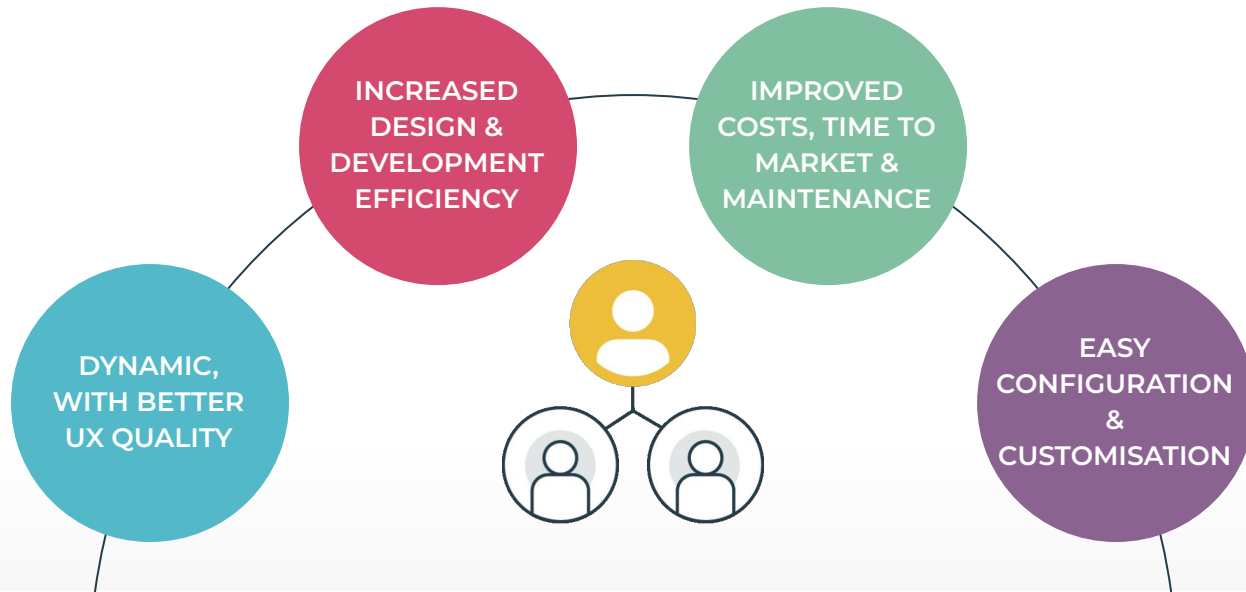 DYNAMIC,
WITH BETTER
UX QUALITY
INCREASED
DESIGN &
DEVELOPMENT
EFFICIENCY
IMPROVED
COSTS, TIME TO
MARKET &
MAINTENANCE
EASY
CONFIGURATION
&
CUSTOMISATION